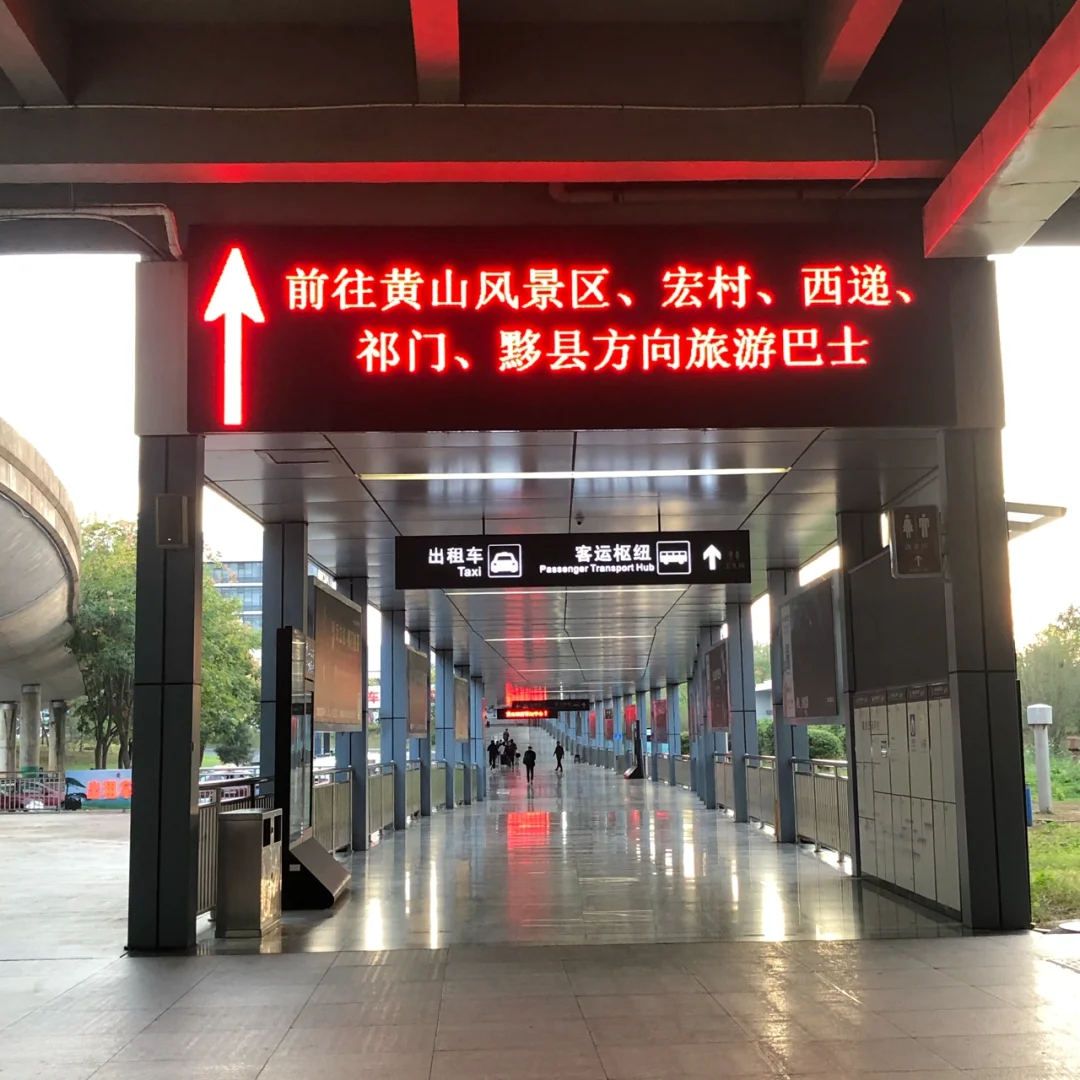 前往黄山风景区、宏村、西递、
祁门、黟县方向旅游巴士
出租车
Taxi
客运枢纽
Passenger Transport Hub